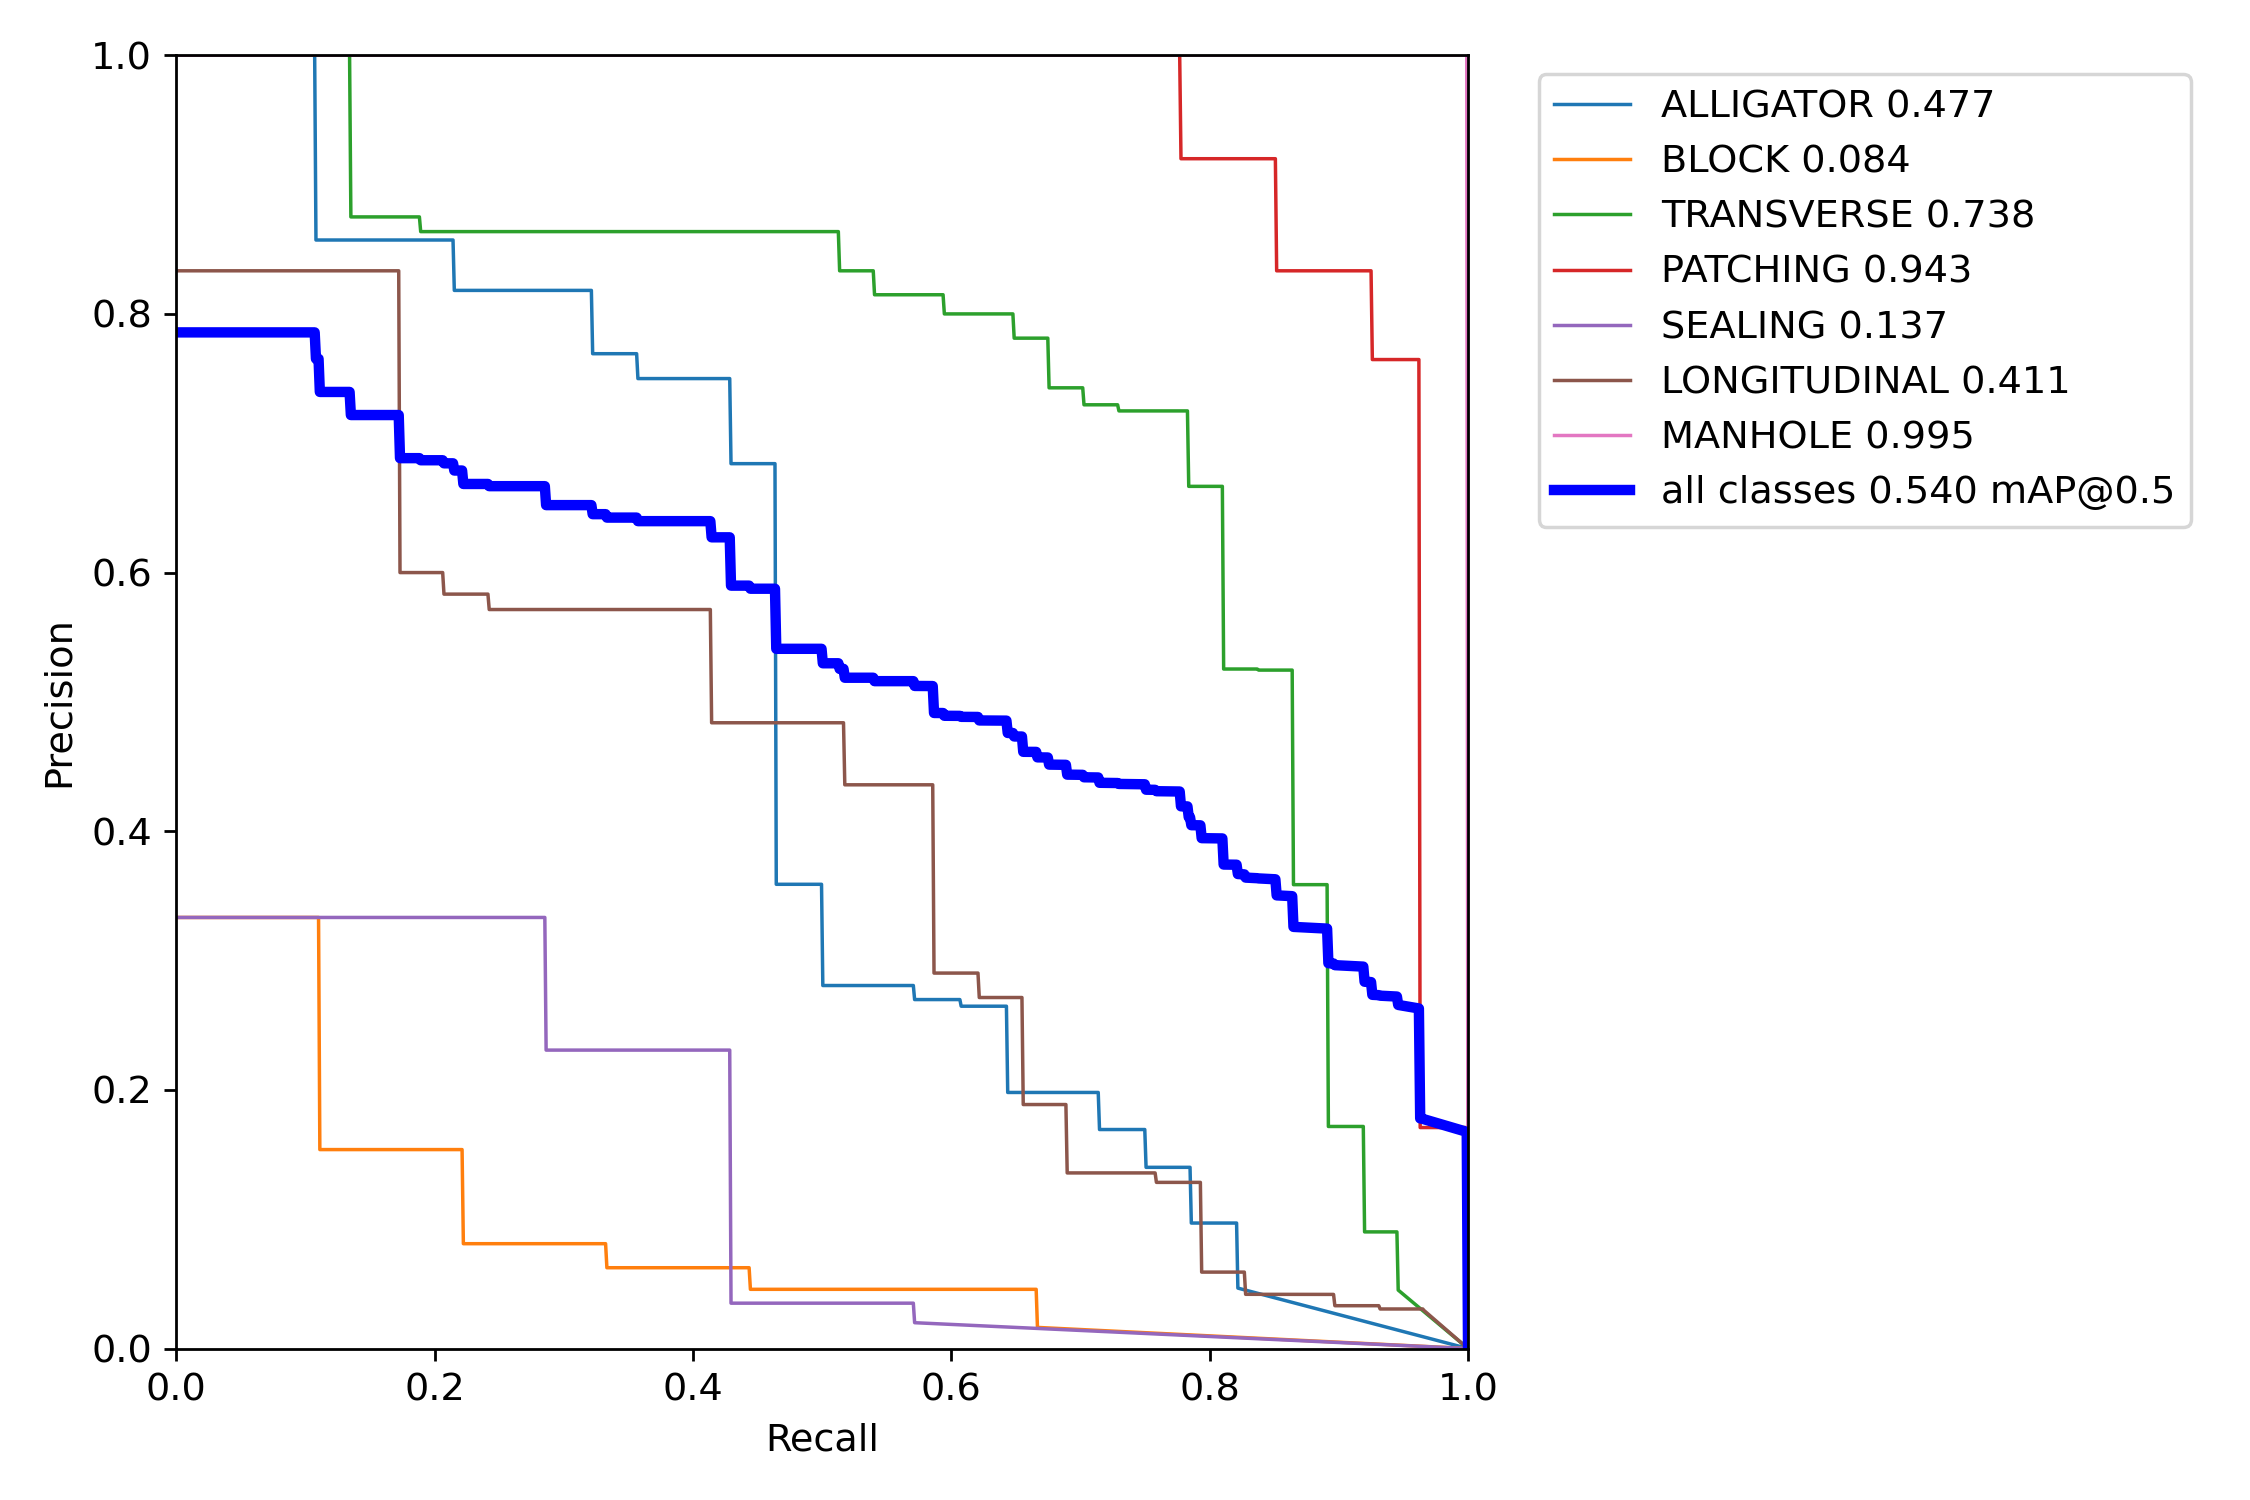 1.0
0.8
0.6
0.4
0.2
0.0
Precision
0.0 0.2 0.4 0.6 0.8 1.0
Recall
ALLIGATOR 0.477
BLOCK 0.084
TRANSVERSE 0.738
PATCHING 0.943
SEALING 0.137
LONGITUDINAL 0.411
MANHOLE 0.995
all classes 0.540 mAP@0.5